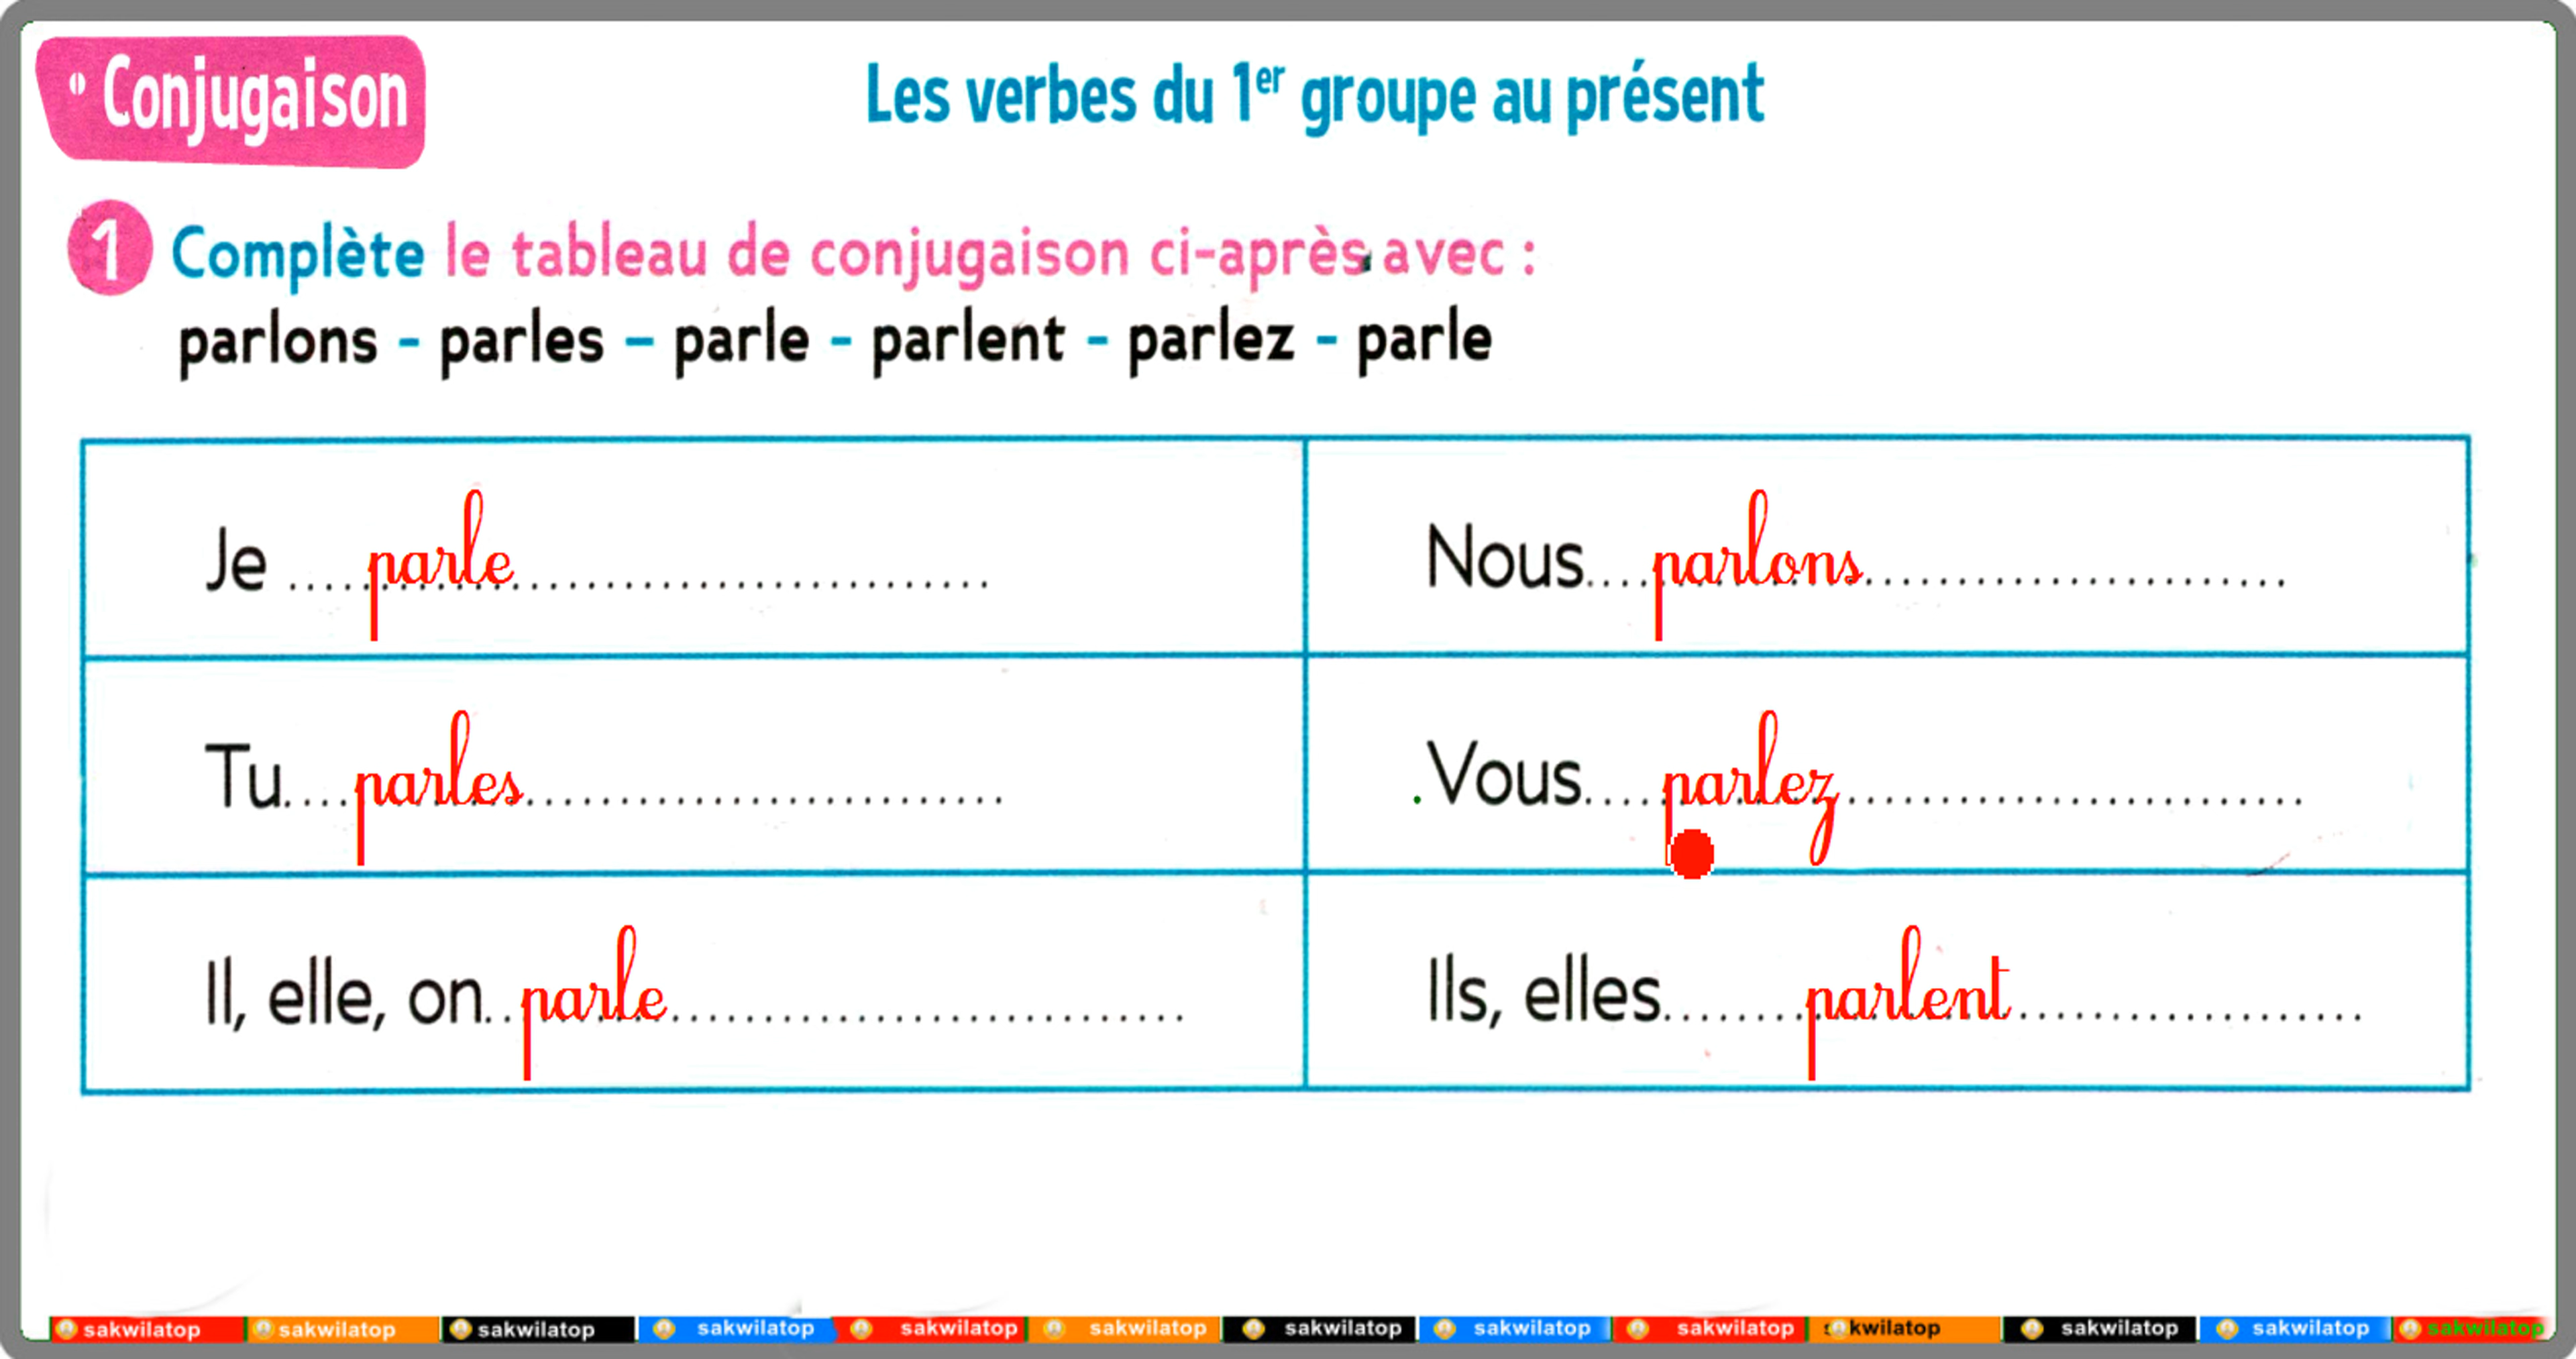 • Conjugaison
Les verbes du 1er groupe au présent
1 Complète le tableau de conjugaison ci-après avec :
parlons - parles - parle - parlent - parlez - parle
Je ..... parle ..............................
Nous.... parlons ...........................
Tu.... parles ...............................
.Vous.... parlez ..............................
Il, elle, on.. parle .................................
Ils, elles........ parlent ......................
sakwilatop sakwilatop sakwilatop sakwilatop sakwilatop sakwilatop sakwilatop sakwilatop sakwilatop kwilatop sakwilatop sakwilatop sakwilatop